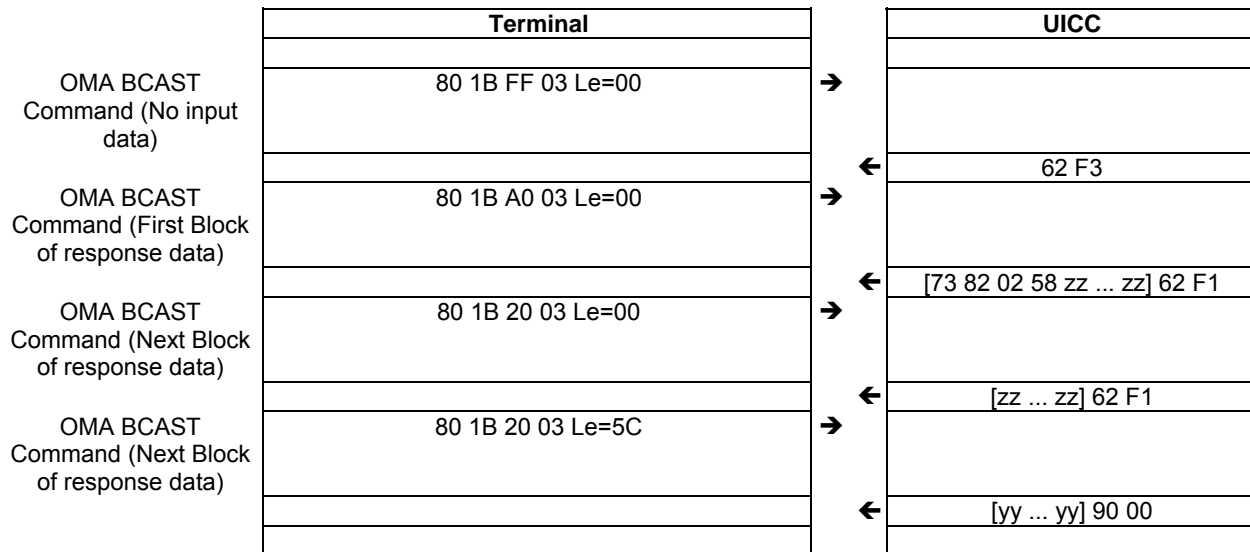 Terminal
UICC
OMA BCAST
Command (No input
data)
80 1B FF 03 Le=00
➔
🡸
62 F3
OMA BCAST
Command (First Block
of response data)
80 1B A0 03 Le=00
➔
🡸
[73 82 02 58 zz ... zz] 62 F1
OMA BCAST
Command (Next Block
of response data)
80 1B 20 03 Le=00
➔
🡸
[zz ... zz] 62 F1
OMA BCAST
Command (Next Block
of response data)
80 1B 20 03 Le=5C
➔
🡸
[yy ... yy] 90 00